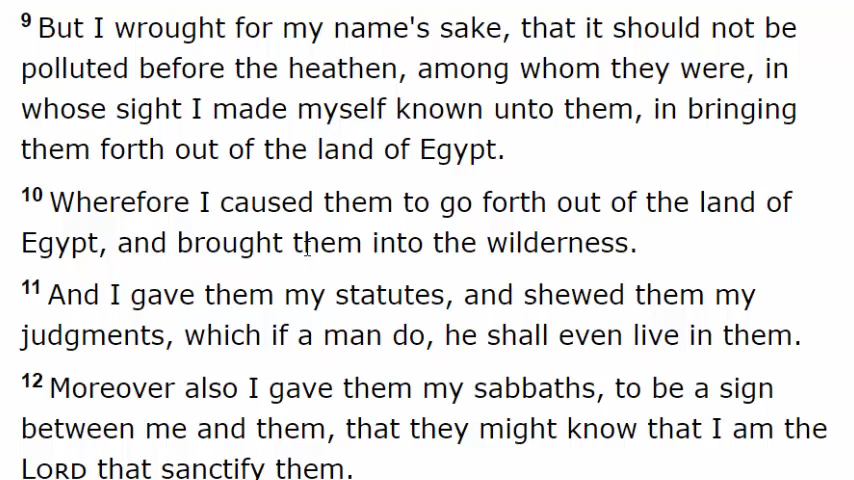 9 But I wrought for my name's sake, that it should not be
polluted before the heathen, among whom they were, in
whose sight I made myself known unto them, in bringing
them forth out of the land of Egypt.
10 Wherefore I caused them to go forth out of the land of
Egypt, and brought them into the wilderness.
11 And I gave them my statutes, and shewed them my
judgments, which if a man do, he shall even live in them.
12 Moreover also I gave them my sabbaths, to be a sign
between me and them, that they might know that I am the
LORD that sanctify them.